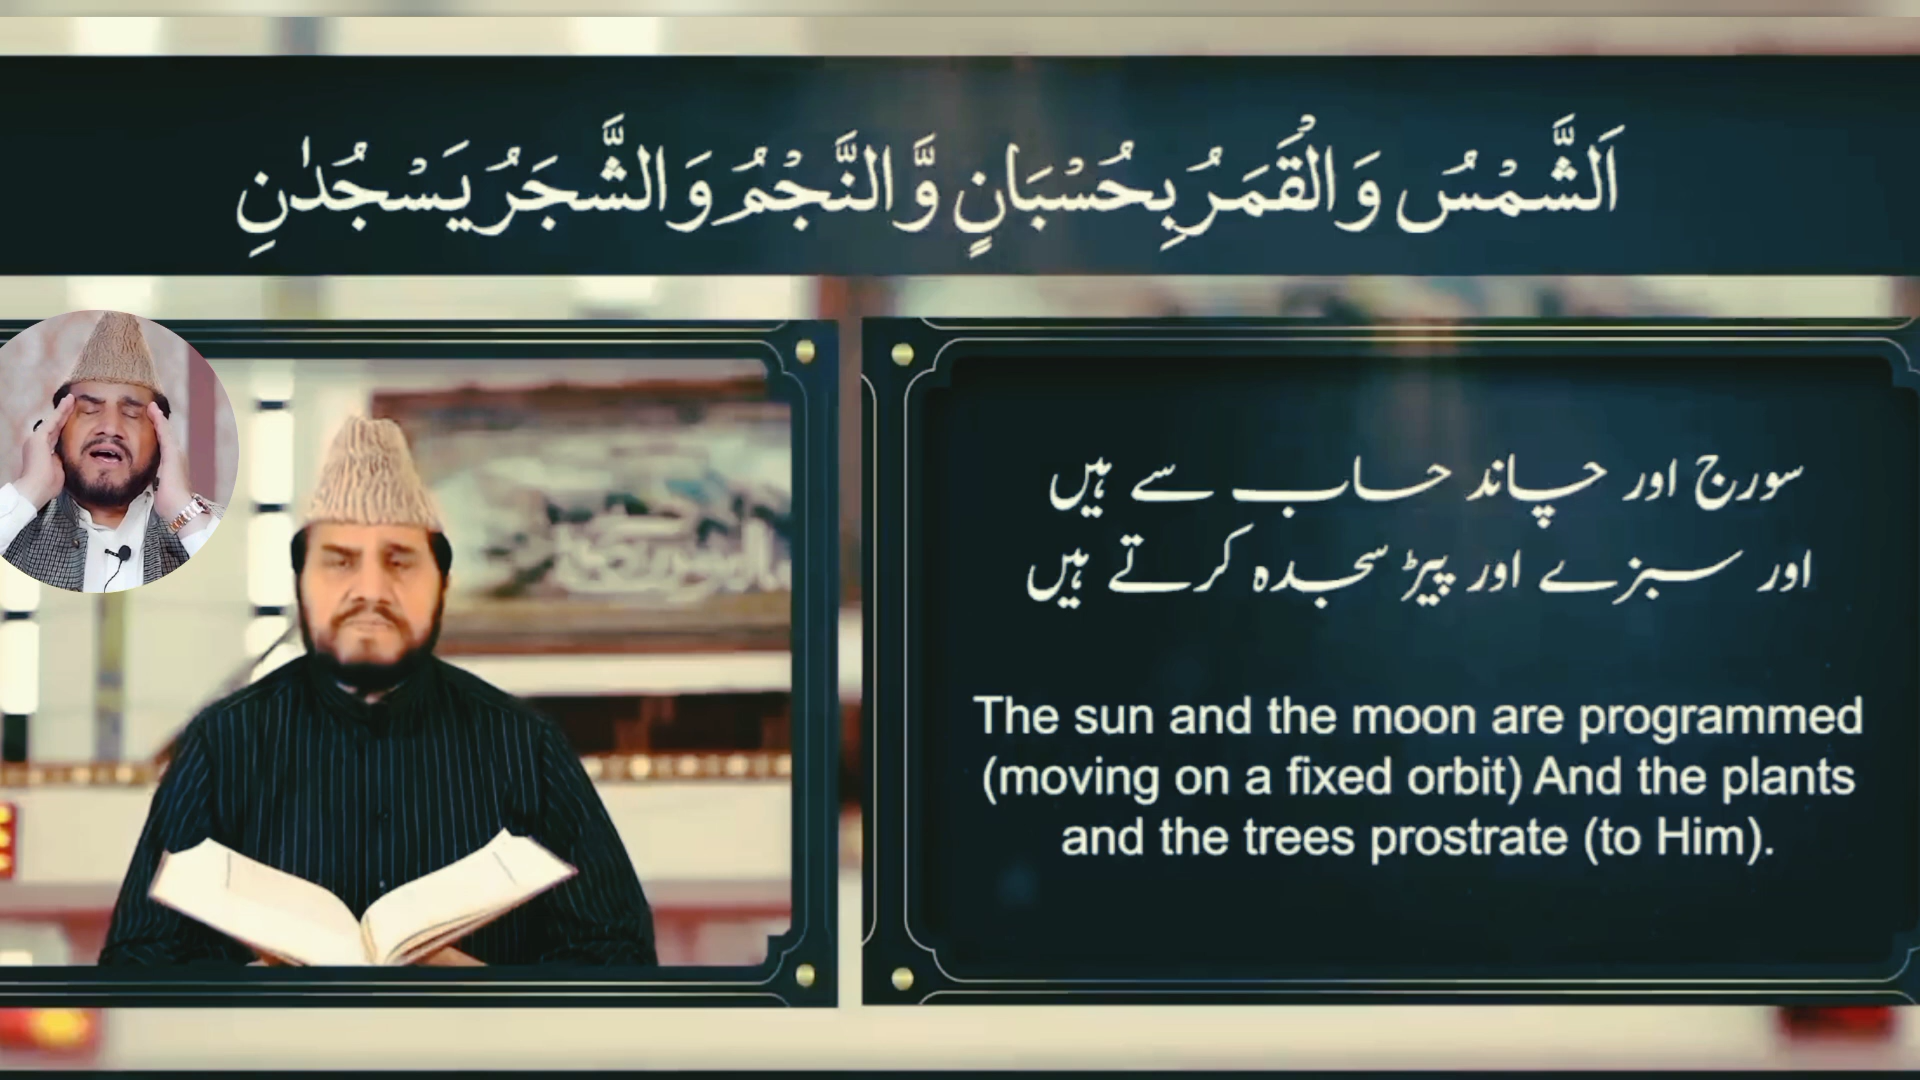 اَلشَّمْسُ وَالْقَمَرُ بِحُسْبَانٍ وَّالنَّجْمُ وَالشَّجَرُ يَسْجُدٰنِ
سورج اور چاند حساب سے ہیں
اور سبزے اور پیڑ سجدہ کرتے ہیں
The sun and the moon are programmed
(moving on a fixed orbit) And the plants
and the trees prostrate (to Him).